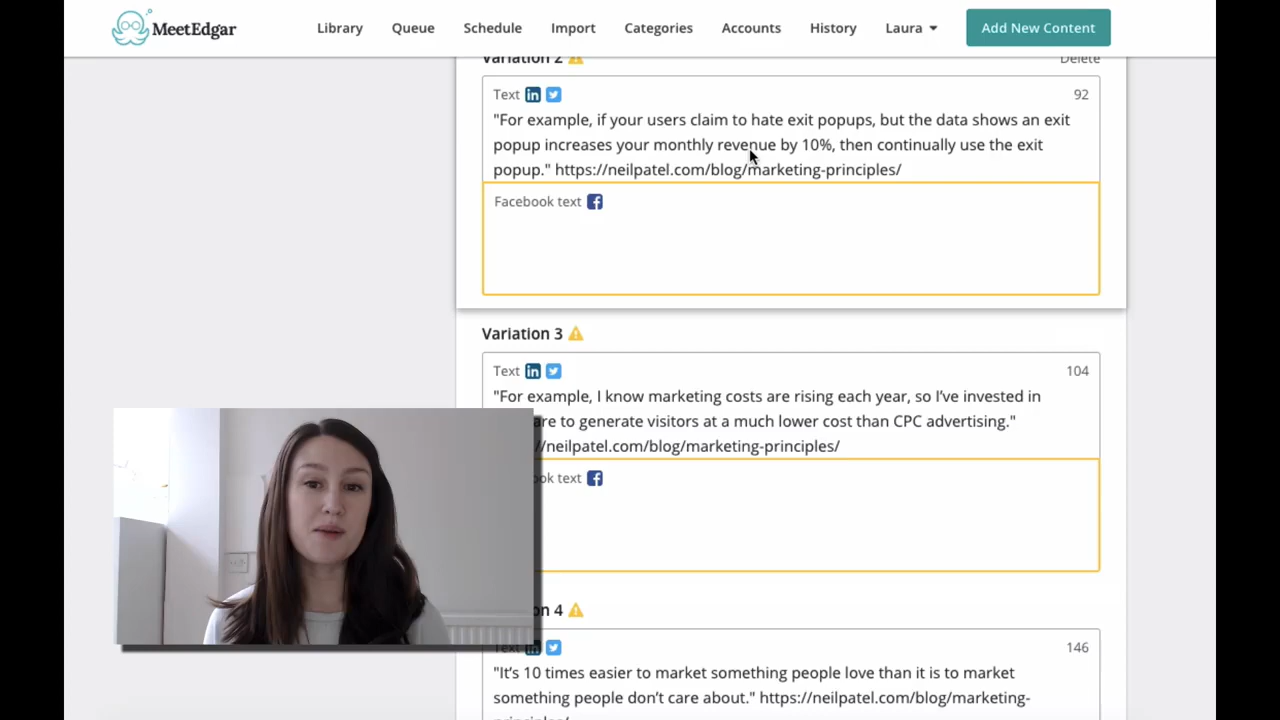 MeetEdgar Library Queue Schedule Import Categories Accounts History Laura Add New Content
Variation 2 Delete
Text 92
"For example, if your users claim to hate exit popups, but the data shows an exit
popup increases your monthly revenue by 10%, then continually use the exit
popup." https://neilpatel.com/blog/marketing-principles/
Facebook text
Variation 3
Text 104
"For example, I know marketing costs are rising each year, so I've invested in
are to generate visitors at a much lower cost than CPC advertising."
//neilpatel.com/blog/marketing-principles/
ook text
on 4
Text 146
"It's 10 times easier to market something people love than it is to market
something people don't care about." https://neilpatel.com/blog/marketing-
principles/